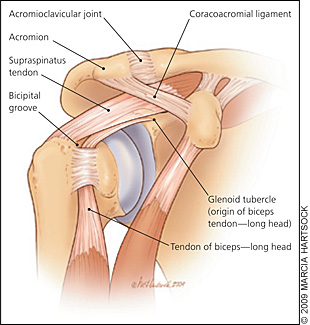 Acromioclavicular joint
Coracoacromial ligament
Acromion
Supraspinatus
tendon
Bicipital
groove
Glenoid tubercle
(origin of biceps
tendon—long head)
Tendon of biceps—long head
© 2009 MARCIA HARTSOCK